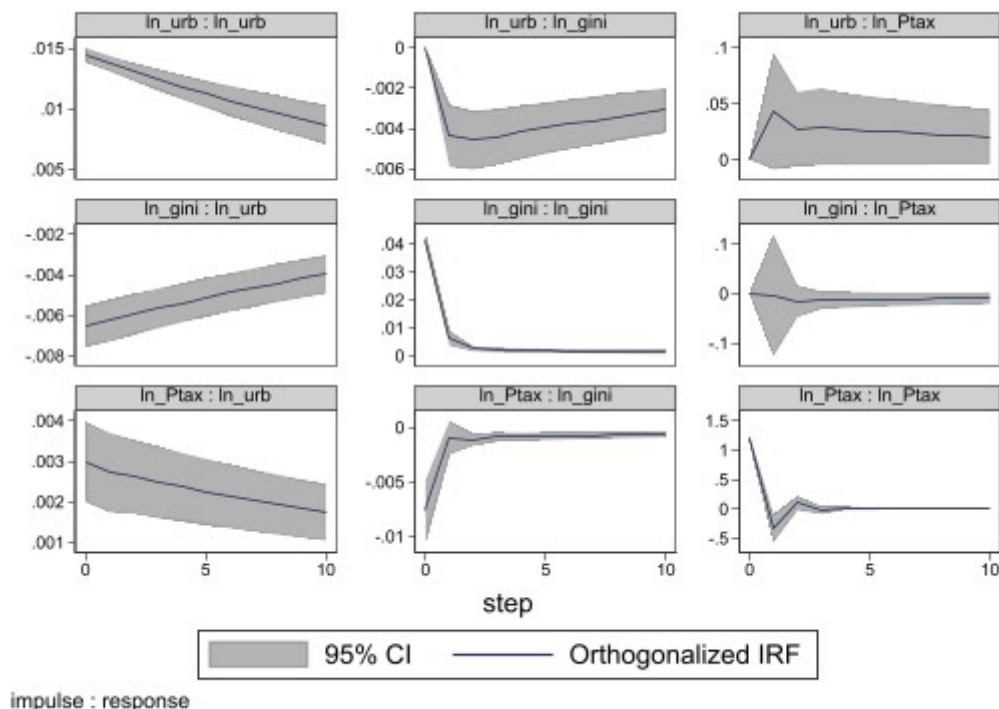 ln_urb : ln_urb
ln_urb : ln_gini
ln_urb : ln_Ptax
.015
.01
.005
0
-.002
-.004
-.006
.1
.05
0
ln_gini : ln_urb
ln_gini : ln_gini
ln_gini : ln_Ptax
-.002
-.004
-.006
-.008
.04
.03
.02
.01
0
.1
0
-.1
ln_Ptax : ln_urb
ln_Ptax : ln_gini
ln_Ptax : ln_Ptax
.004
.003
.002
.001
0
-.005
-.01
1.5
1
.5
0
-.5
0 5 10
0 5 10
0 5 10
step
95% CI
Orthogonalized IRF
impulse : response